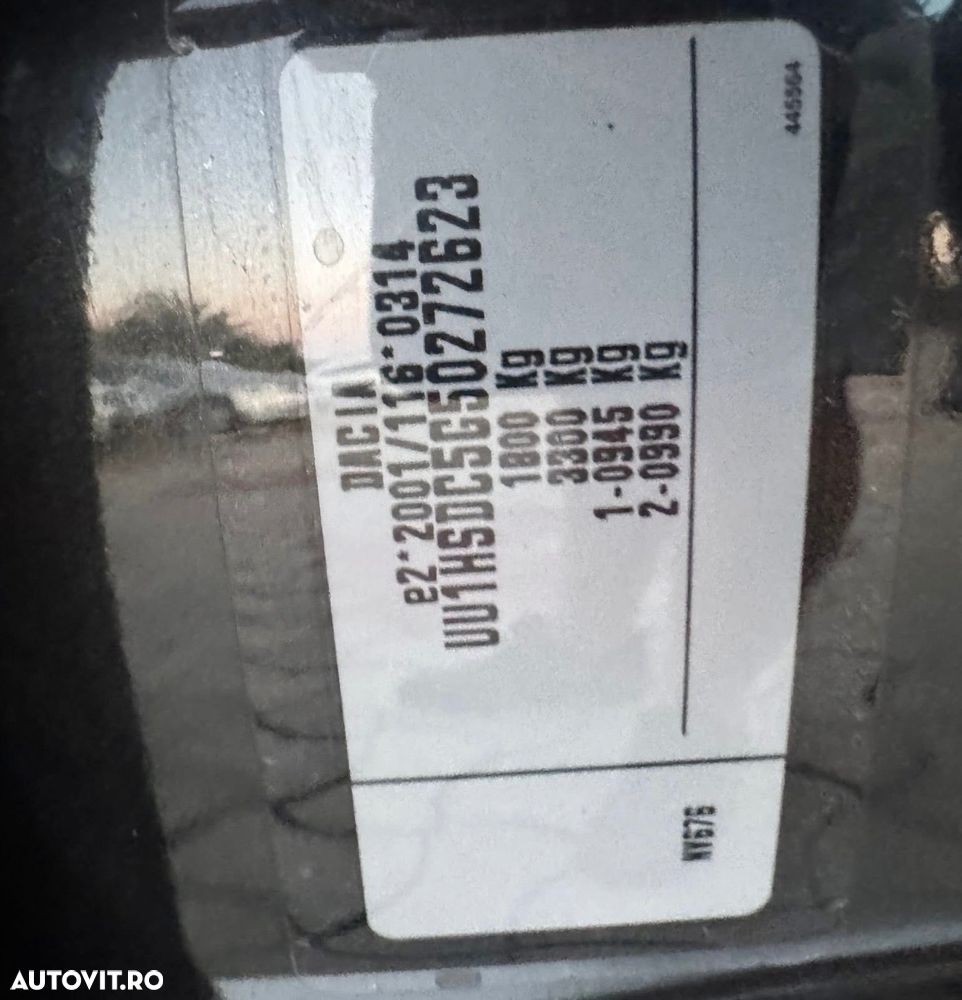 DACIA
e2*2001/116*0314
UU1HSDC5G50272623
1800 Kg
3300 Kg
1-0945 Kg
2-0990 Kg
445564
NV676
AUTOVIT.RO